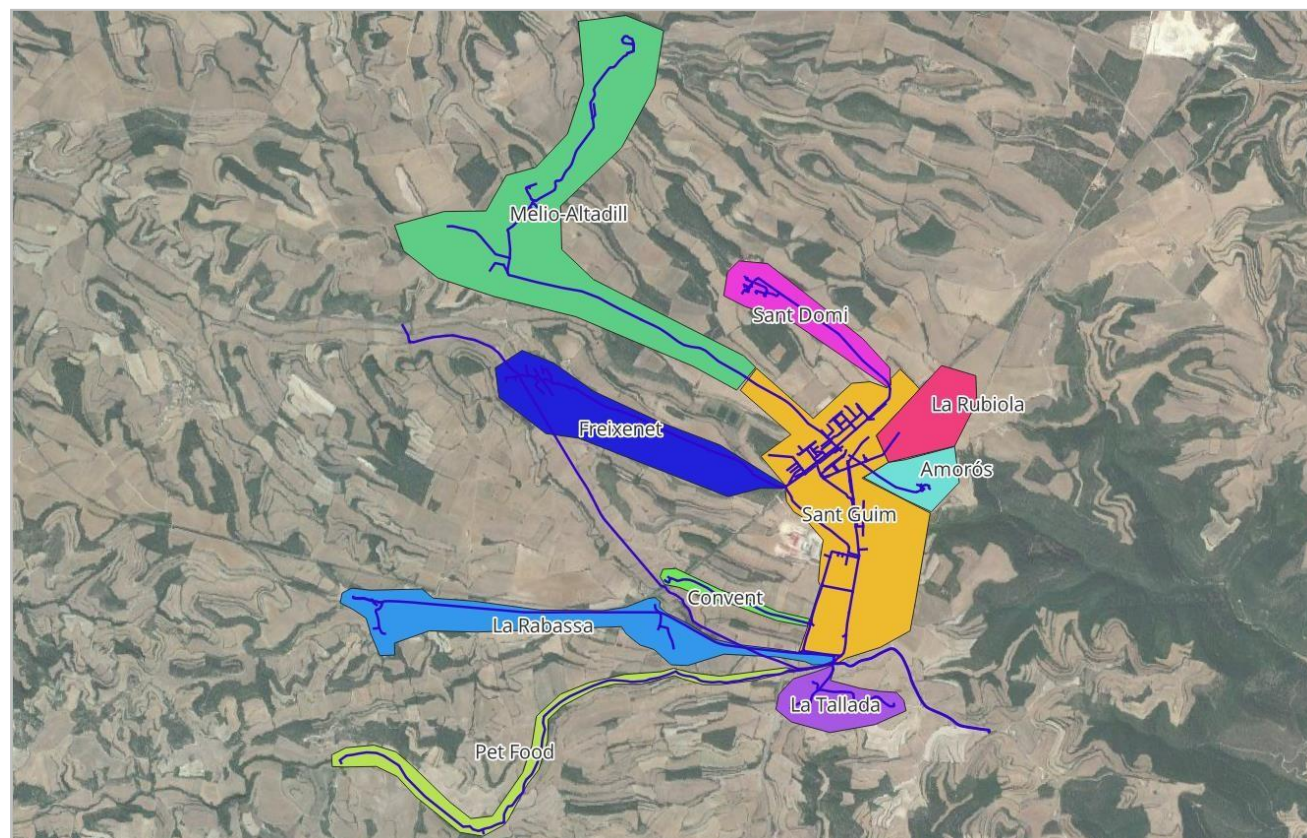 Melio-Altadill
Sant Domi
La Rubiola
Freixenet
Amorós
Sant Guim
Convent
La Rabassa
La Tallada
Pet Food